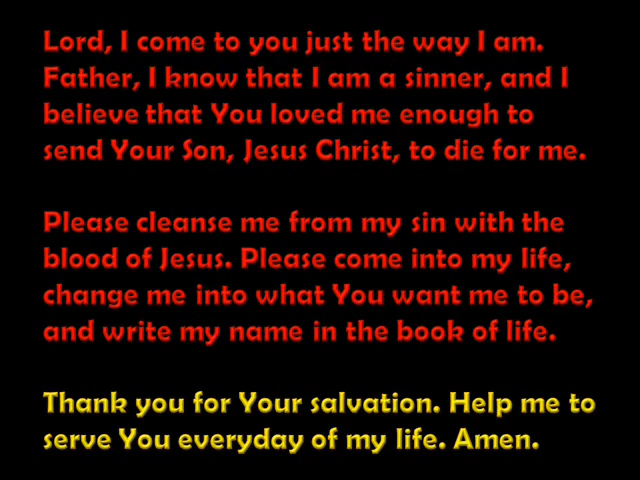 Lord, I come to you just the way I am.
Father, I know that I am a sinner, and I
believe that You loved me enough to
send Your Son, Jesus Christ, to die for me.
Please cleanse me from my sin with the
blood of Jesus. Please come into my life,
change me into what You want me to be,
and write my name in the book of life.
Thank you for Your salvation. Help me to
serve You everyday of my life. Amen.